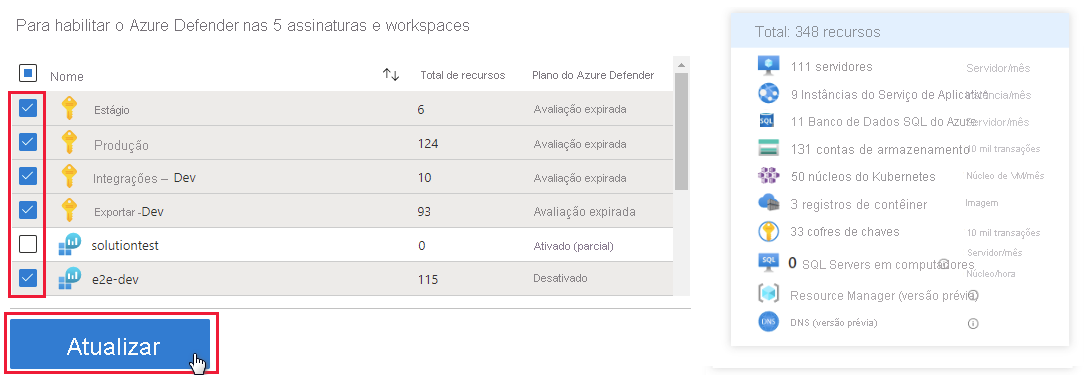 Para habilitar o Azure Defender nas 5 assinaturas e workspaces
Nome Total de recursos Plano do Azure Defender
Estágio 6 Avaliação expirada
Produção 124 Avaliação expirada
Integrações – Dev 10 Avaliação expirada
Exportar -Dev 93 Avaliação expirada
solutiontest 0 Ativado (parcial)
e2e-dev 115 Desativado
Atualizar
Total: 348 recursos
111 servidores Servidor/mês
9 Instâncias do Serviço de Aplicativo Instância/mês
SQL 11 Banco de Dados SQL do Azure Servidor/mês
131 contas de armazenamento 10 mil transações
50 núcleos do Kubernetes Núcleo de VM/mês
3 registros de contêiner Imagem
33 cofres de chaves 10 mil transações
SQL 0 SQL Servers em computadores Servidor/mês
Núcleo/hora
Resource Manager (versão prévia)
DNS DNS (versão prévia)